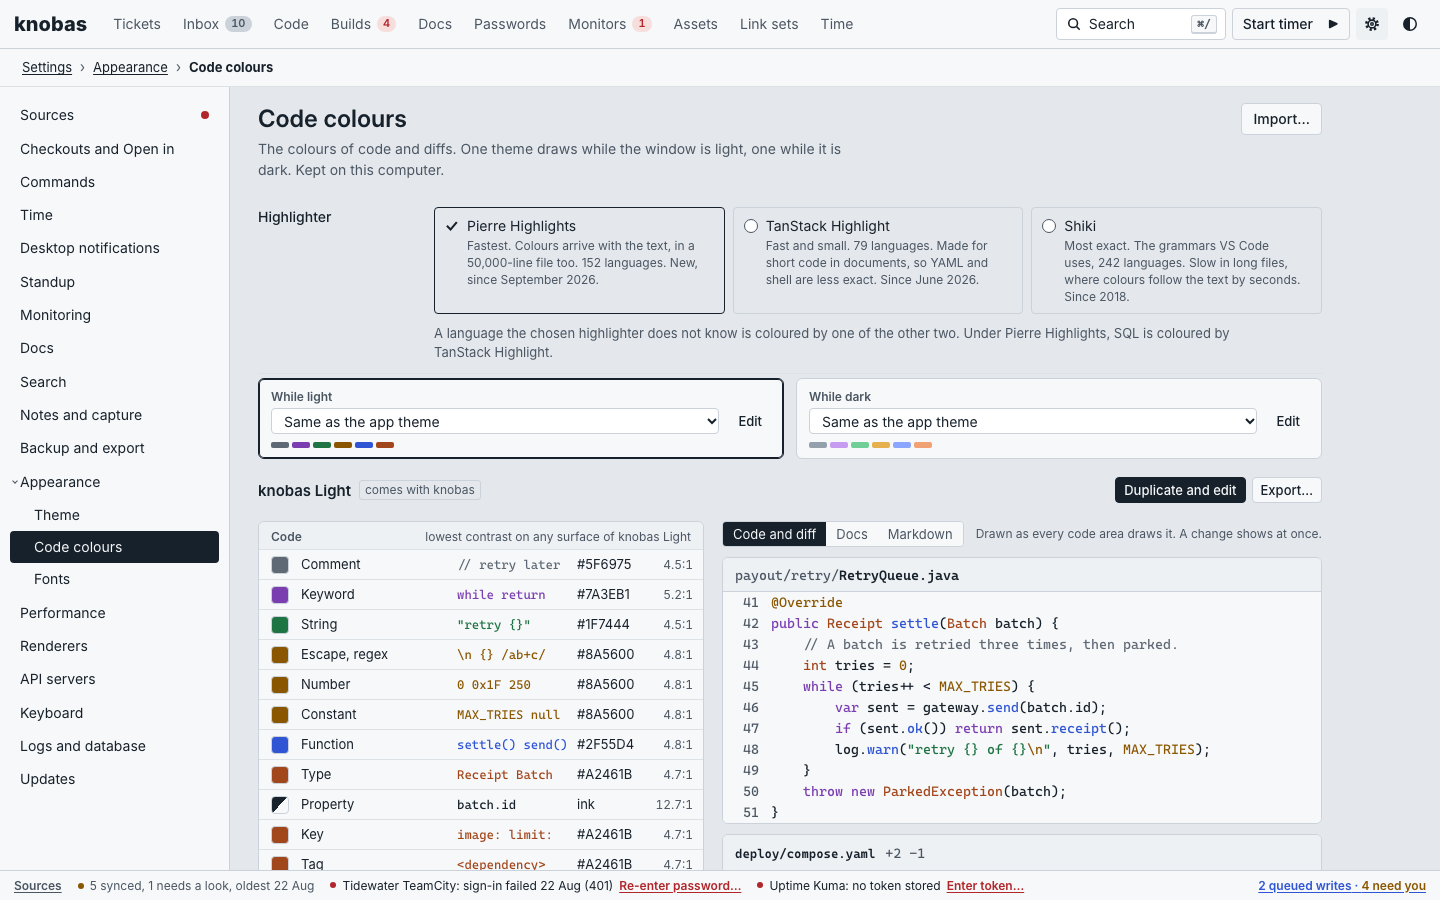 knobas Tickets Inbox 10 Code Builds 4 Docs Passwords Monitors 1 Assets Link sets Time Search ⌘/ Start timer
Settings › Appearance › Code colours
Sources
Checkouts and Open in
Commands
Time
Desktop notifications
Standup
Monitoring
Docs
Search
Notes and capture
Backup and export
Appearance
Theme
Code colours
Fonts
Performance
Renderers
API servers
Keyboard
Logs and database
Updates
Code colours
Import...
The colours of code and diffs. One theme draws while the window is light, one while it is
dark. Kept on this computer.
Highlighter
Pierre Highlights
Fastest. Colours arrive with the text, in a
50,000-line file too. 152 languages. New,
since September 2026.
TanStack Highlight
Fast and small. 79 languages. Made for
short code in documents, so YAML and
shell are less exact. Since June 2026.
Shiki
Most exact. The grammars VS Code
uses, 242 languages. Slow in long files,
where colours follow the text by seconds.
Since 2018.
A language the chosen highlighter does not know is coloured by one of the other two. Under Pierre Highlights, SQL is coloured by
TanStack Highlight.
While light
Same as the app theme Edit
While dark
Same as the app theme Edit
knobas Light comes with knobas
Duplicate and edit Export...
Code lowest contrast on any surface of knobas Light
Comment // retry later #5F6975 4.5:1
Keyword while return #7A3EB1 5.2:1
String "retry {}" #1F7444 4.5:1
Escape, regex \n {} /ab+c/ #8A5600 4.8:1
Number 0 0x1F 250 #8A5600 4.8:1
Constant MAX_TRIES null #8A5600 4.8:1
Function settle() send() #2F55D4 4.8:1
Type Receipt Batch #A2461B 4.7:1
Property batch.id ink 12.7:1
Key image: limit: #A2461B 4.7:1
Tag <dependency> #A2461B 4.7:1
Code and diff Docs Markdown Drawn as every code area draws it. A change shows at once.
payout/retry/RetryQueue.java
41 @Override
42 public Receipt settle(Batch batch) {
43 // A batch is retried three times, then parked.
44 int tries = 0;
45 while (tries++ < MAX_TRIES) {
46 var sent = gateway.send(batch.id);
47 if (sent.ok()) return sent.receipt();
48 log.warn("retry {} of {}\n", tries, MAX_TRIES);
49 }
50 throw new ParkedException(batch);
51 }
deploy/compose.yaml +2 −1
Sources 5 synced, 1 needs a look, oldest 22 Aug Tidewater TeamCity: sign-in failed 22 Aug (401) Re-enter password... Uptime Kuma: no token stored Enter token... 2 queued writes · 4 need you